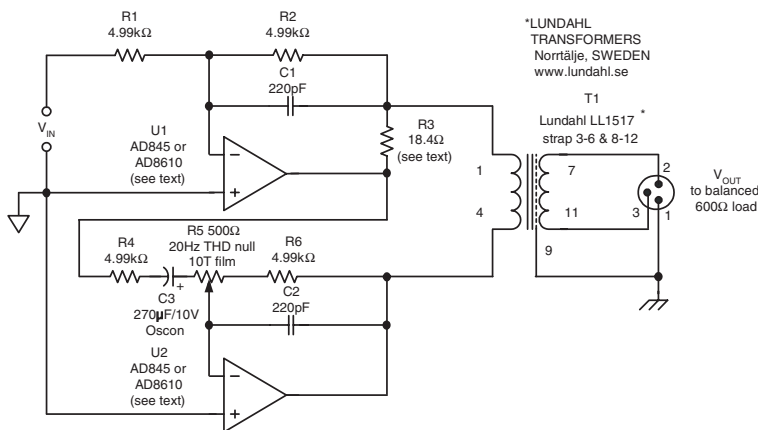 R1
4.99kΩ
R2
4.99kΩ
C1
220pF
*LUNDAHL
TRANSFORMERS
Norrtälje, SWEDEN
www.lundahl.se
T1
Lundahl LL1517 *
strap 3-6 & 8-12
V_IN
U1
AD845 or
AD8610
(see text)
−
+
R3
18.4Ω
(see text)
1
4
7
11
9
2
3
1
V_OUT
to balanced
600Ω load
R4
4.99kΩ
C3
+
270µF/10V
Oscon
R5 500Ω
20Hz THD null
10T film
R6
4.99kΩ
C2
220pF
U2
AD845 or
AD8610
(see text)
−
+